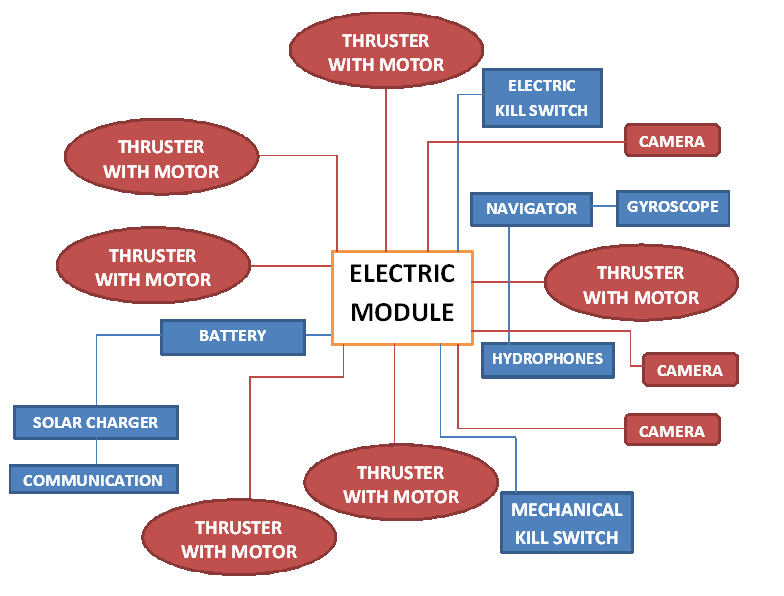 THRUSTER
WITH MOTOR
ELECTRIC
KILL SWITCH
CAMERA
THRUSTER
WITH MOTOR
NAVIGATOR
GYROSCOPE
THRUSTER
WITH MOTOR
ELECTRIC
MODULE
THRUSTER
WITH MOTOR
BATTERY
HYDROPHONES
CAMERA
SOLAR CHARGER
CAMERA
COMMUNICATION
THRUSTER
WITH MOTOR
THRUSTER
WITH MOTOR
MECHANICAL
KILL SWITCH